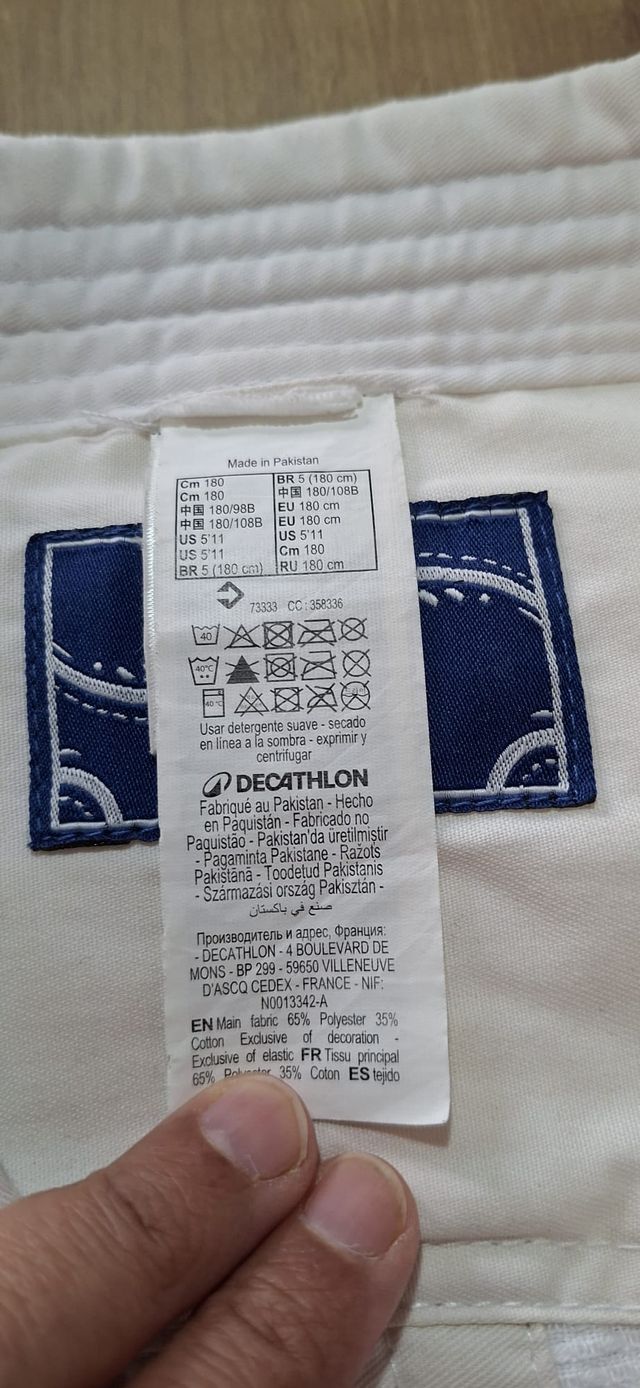 Made in Pakistan
Cm 180
Cm 180
中国 180/98B
中国 180/108B
US 5'11
US 5'11
BR 5 (180 cm)
BR 5 (180 cm)
中国 180/108B
EU 180 cm
EU 180 cm
US 5'11
Cm 180
RU 180 cm
73333 CC : 358336
40
40°C
40°C
Usar detergente suave - secado
en línea a la sombra - exprimir y
centrifugar
DECATHLON
Fabriqué au Pakistan - Hecho
en Paquistán - Fabricado no
Paquistão - Pakistan'da üretilmiştir
- Pagaminta Pakistane - Ražots
Pakistānā - Toodetud Pakistanis
- Származási ország Pakisztán -
صنع في باكستان
Производитель и адрес, Франция:
- DECATHLON - 4 BOULEVARD DE
MONS - BP 299 - 59650 VILLENEUVE
D'ASCQ CEDEX - FRANCE - NIF:
N0013342-A
EN Main fabric 65% Polyester 35%
Cotton Exclusive of decoration -
Exclusive of elastic FR Tissu principal
65% 35% Coton ES tejido